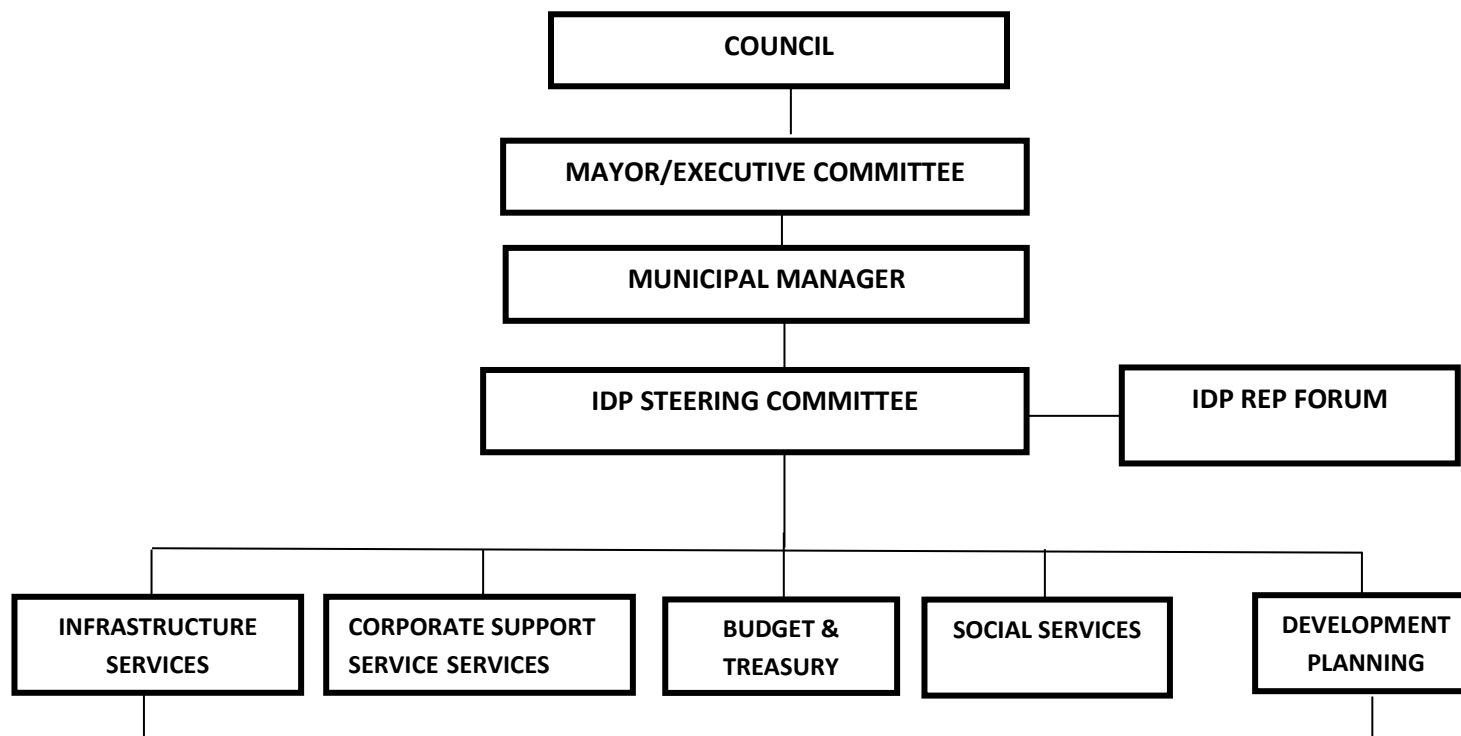 COUNCIL
MAYOR/EXECUTIVE COMMITTEE
MUNICIPAL MANAGER
IDP STEERING COMMITTEE
IDP REP FORUM
INFRASTRUCTURE
SERVICES
CORPORATE SUPPORT
SERVICE SERVICES
BUDGET &
TREASURY
SOCIAL SERVICES
DEVELOPMENT
PLANNING